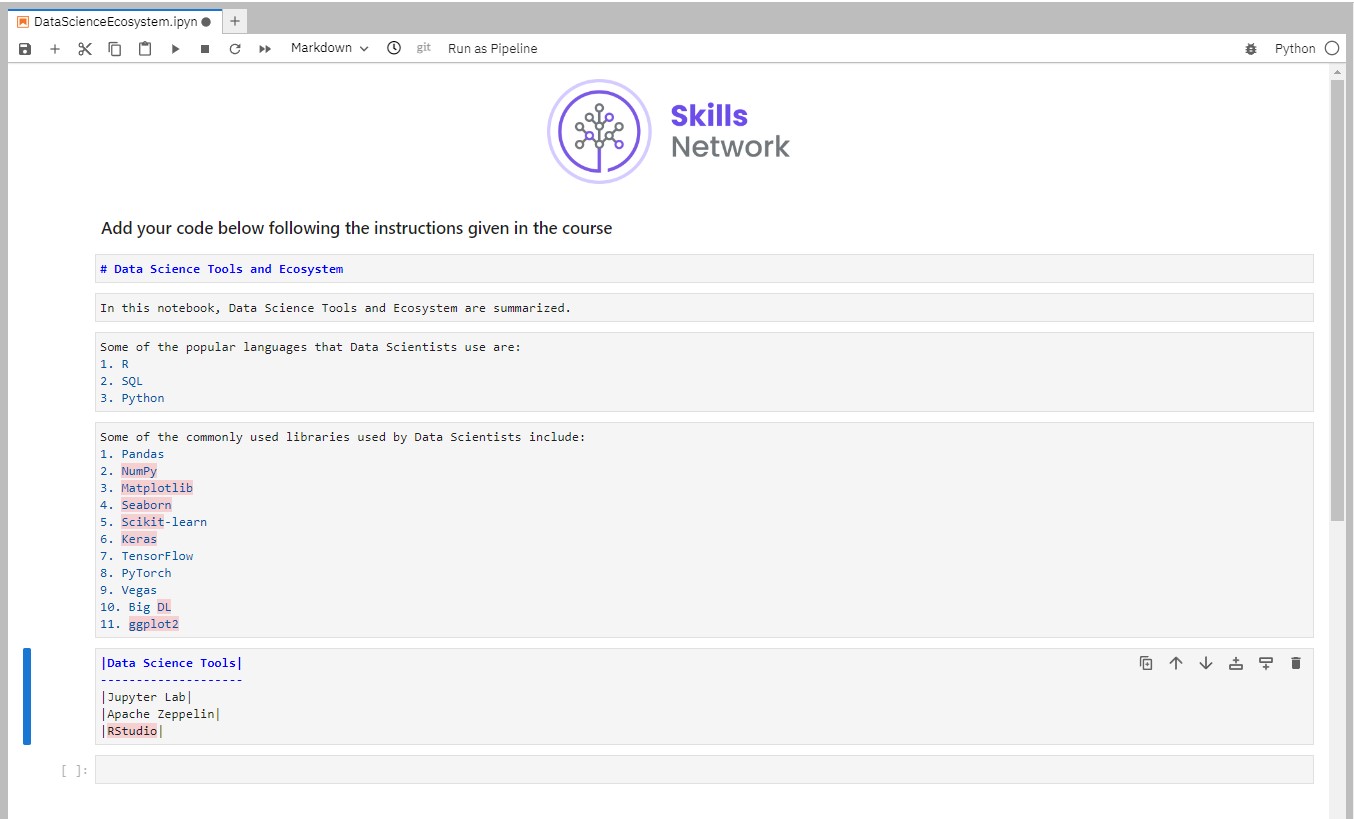 DataScienceEcosystem.ipyn
Markdown git Run as Pipeline Python
Skills
Network
Add your code below following the instructions given in the course
# Data Science Tools and Ecosystem
In this notebook, Data Science Tools and Ecosystem are summarized.
Some of the popular languages that Data Scientists use are:
1. R
2. SQL
3. Python
Some of the commonly used libraries used by Data Scientists include:
1. Pandas
2. NumPy
3. Matplotlib
4. Seaborn
5. Scikit-learn
6. Keras
7. TensorFlow
8. PyTorch
9. Vegas
10. Big DL
11. ggplot2
|Data Science Tools|
--------------------
|Jupyter Lab|
|Apache Zeppelin|
|RStudio|
[ ]: